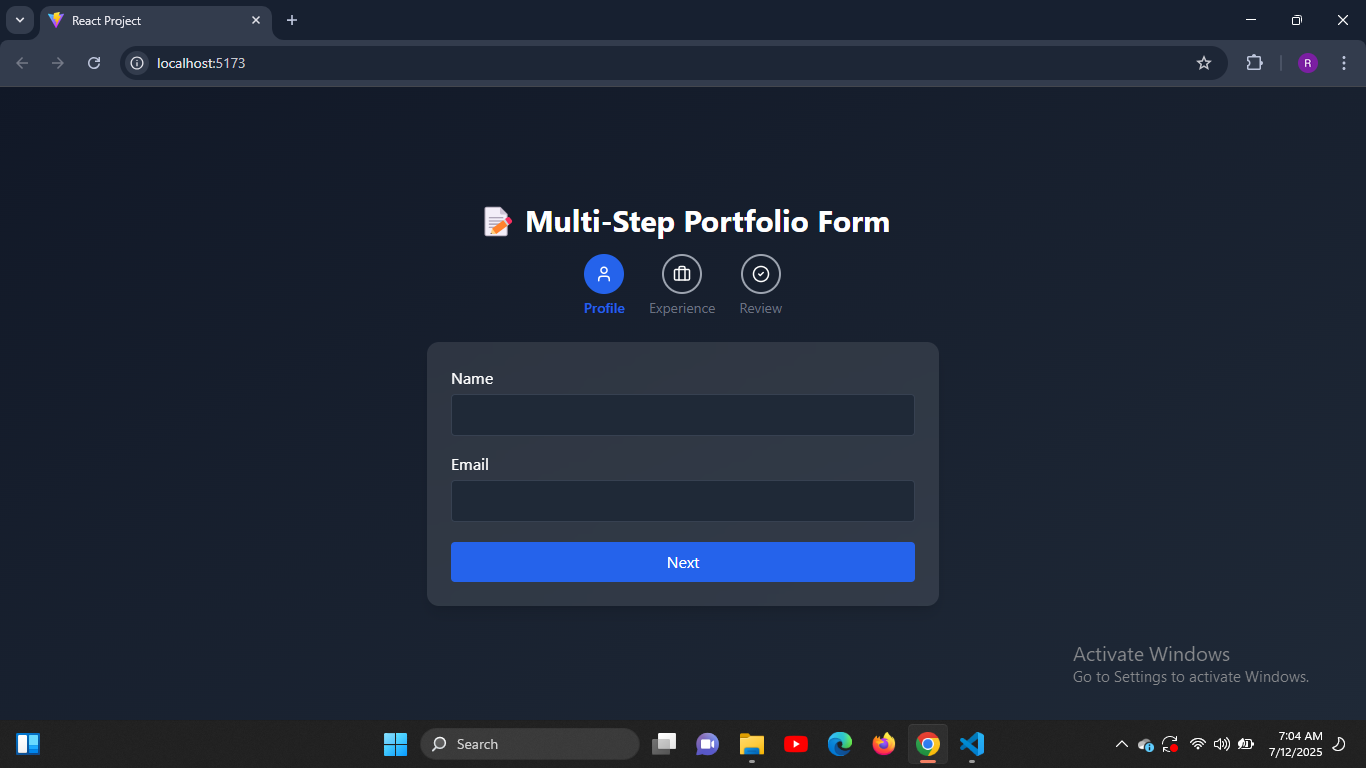 React Project
localhost:5173
R
Multi-Step Portfolio Form
Profile
Experience
Review
Name
Email
Next
Activate Windows
Go to Settings to activate Windows.
Search
7:04 AM
7/12/2025